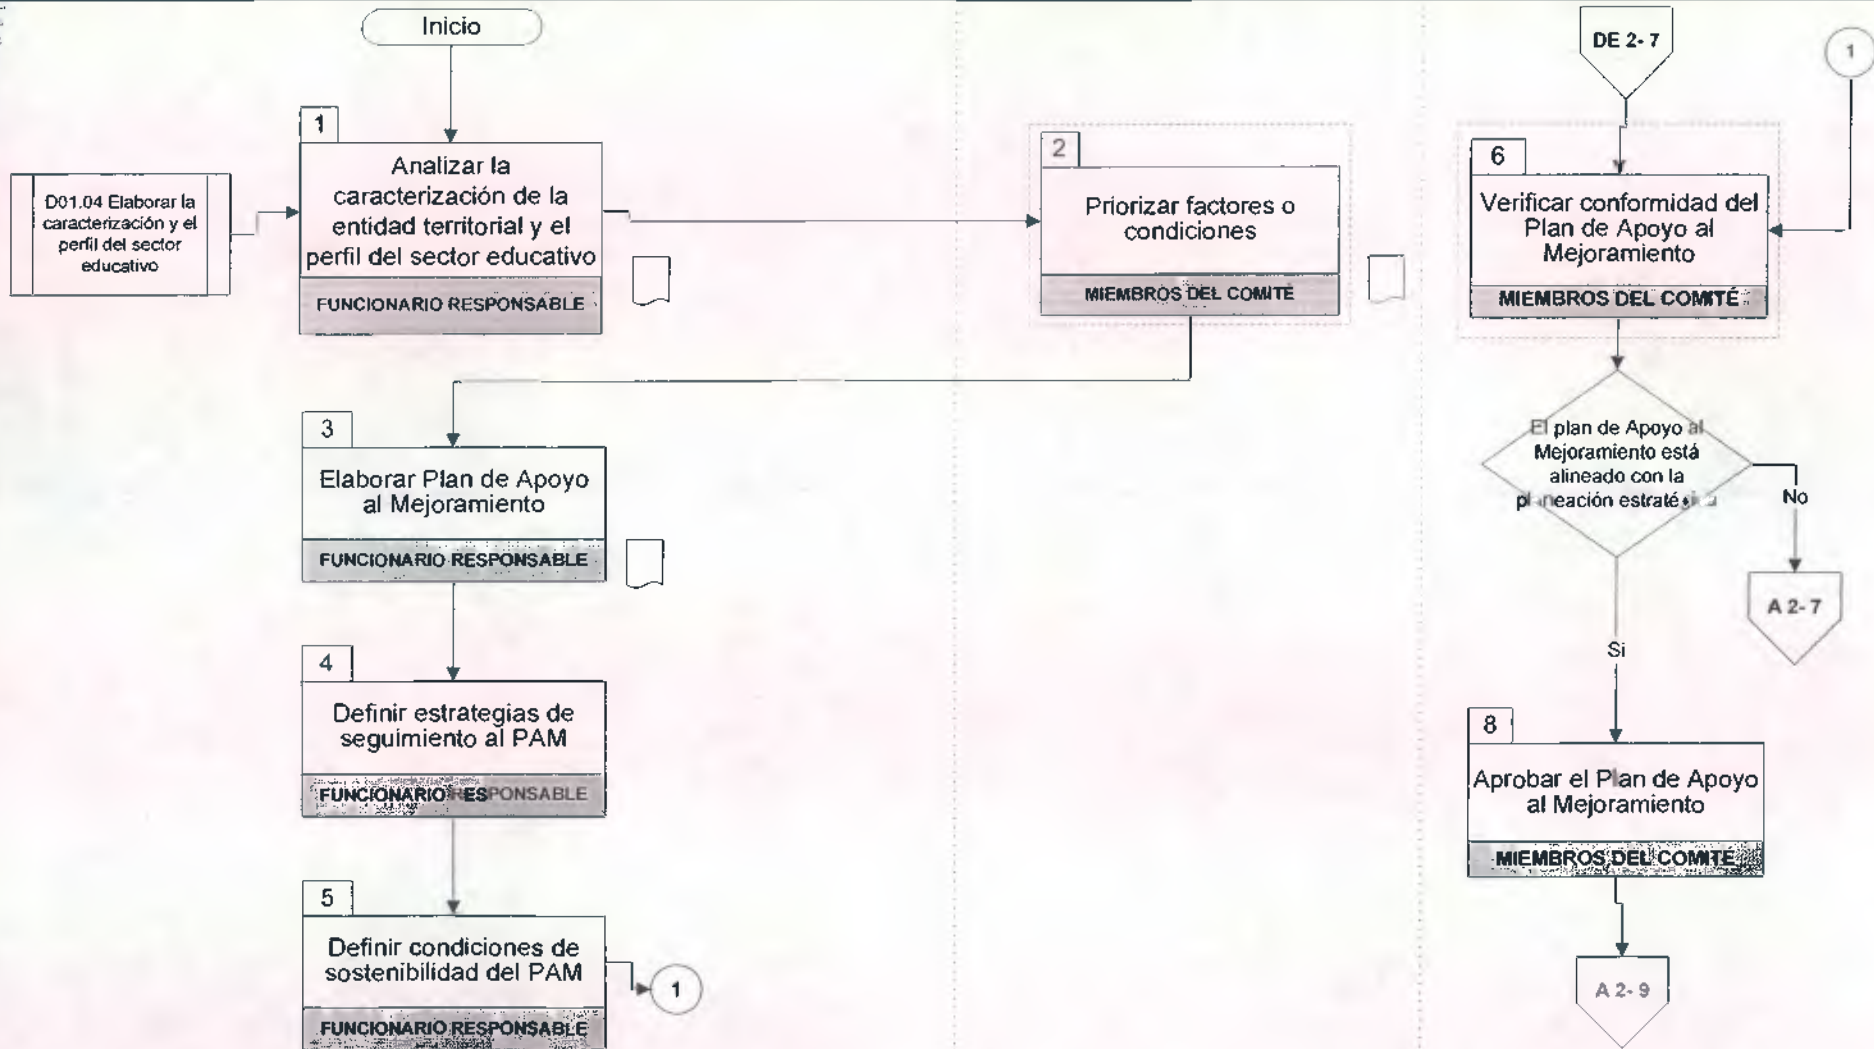 Inicio
1
Analizar la
caracterización de la
entidad territorial y el
perfil del sector educativo
FUNCIONARIO RESPONSABLE
D01.04 Elaborar la
caracterización y el
perfil del sector
educativo
2
Priorizar factores o
condiciones
MIEMBROS DEL COMITÉ
3
Elaborar Plan de Apoyo
al Mejoramiento
FUNCIONARIO RESPONSABLE
4
Definir estrategias de
seguimiento al PAM
FUNCIONARIO RESPONSABLE
5
Definir condiciones de
sostenibilidad del PAM
FUNCIONARIO RESPONSABLE
1
DE 2- 7
1
6
Verificar conformidad del
Plan de Apoyo al
Mejoramiento
MIEMBROS DEL COMITÉ
El plan de Apoyo al
Mejoramiento está
alineado con la
planeación estratégica
No
A 2- 7
Si
8
Aprobar el Plan de Apoyo
al Mejoramiento
MIEMBROS DEL COMITÉ
A 2- 9